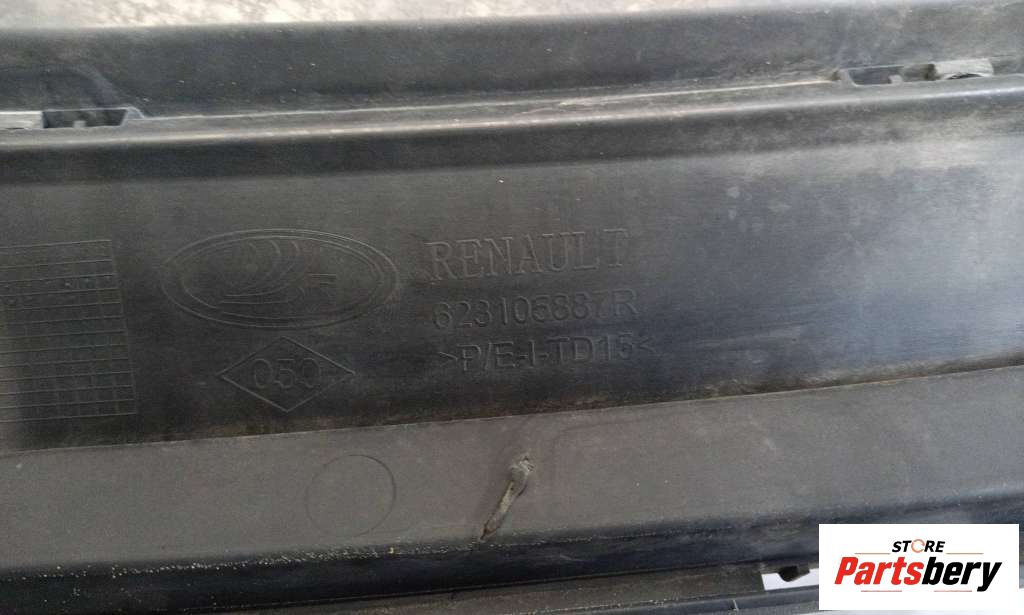 RENAULT
623105887R
>P/E-I-TD15<
050
STORE
Partsbery